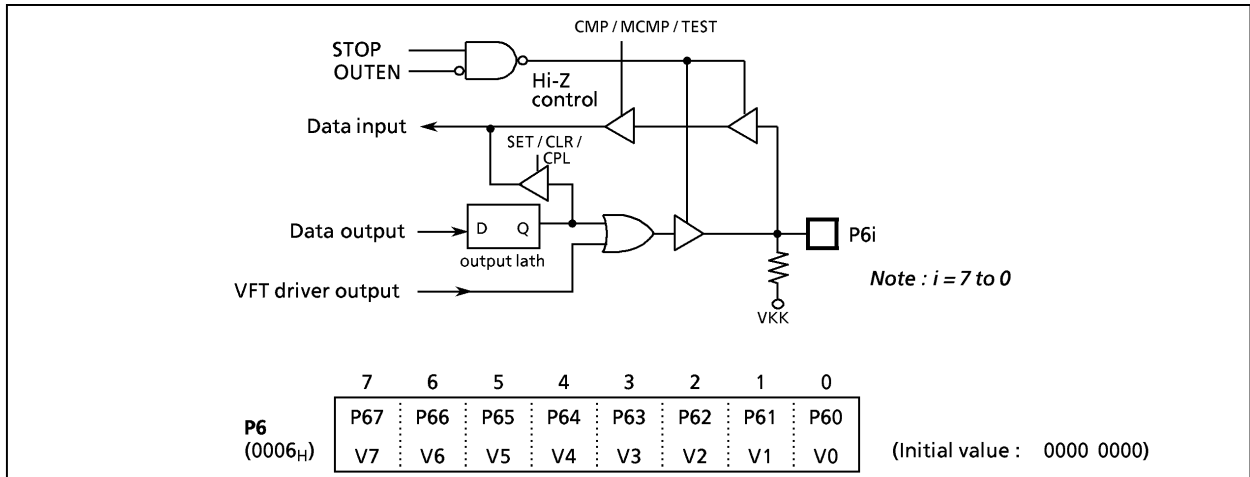 CMP / MCMP / TEST
STOP
OUTEN
Hi-Z
control
Data input
SET / CLR /
CPL
Data output
D Q
P6i
output lath
Note : i = 7 to 0
VFT driver output
VKK
7 6 5 4 3 2 1 0
P6
(0006H)
P67 P66 P65 P64 P63 P62 P61 P60
V7 V6 V5 V4 V3 V2 V1 V0
(Initial value : 0000 0000)